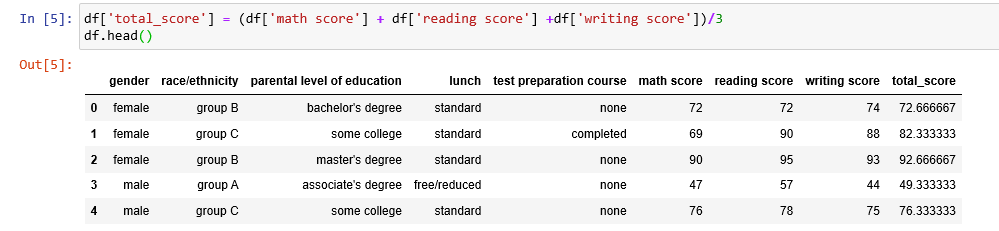 In [5]: df['total_score'] = (df['math score'] + df['reading score'] +df['writing score'])/3
df.head()
Out[5]:
gender race/ethnicity parental level of education lunch test preparation course math score reading score writing score total_score
0 female group B bachelor's degree standard none 72 72 74 72.666667
1 female group C some college standard completed 69 90 88 82.333333
2 female group B master's degree standard none 90 95 93 92.666667
3 male group A associate's degree free/reduced none 47 57 44 49.333333
4 male group C some college standard none 76 78 75 76.333333